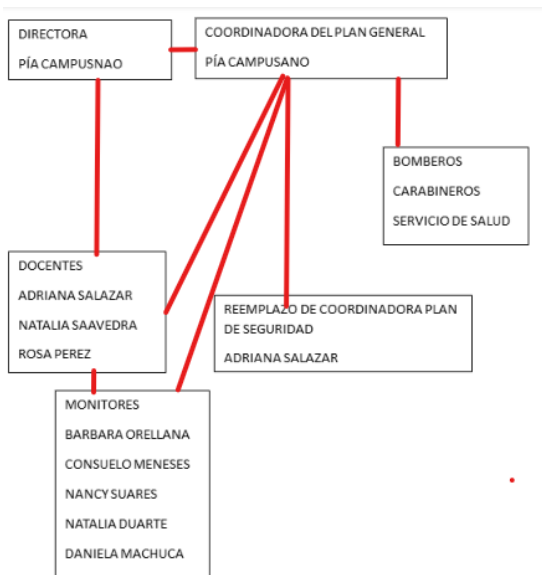 DIRECTORA
PÍA CAMPUSNAO
COORDINADORA DEL PLAN GENERAL
PÍA CAMPUSANO
BOMBEROS
CARABINEROS
SERVICIO DE SALUD
DOCENTES
ADRIANA SALAZAR
NATALIA SAAVEDRA
ROSA PEREZ
REEMPLAZO DE COORDINADORA PLAN
DE SEGURIDAD
ADRIANA SALAZAR
MONITORES
BARBARA ORELLANA
CONSUELO MENESES
NANCY SUARES
NATALIA DUARTE
DANIELA MACHUCA